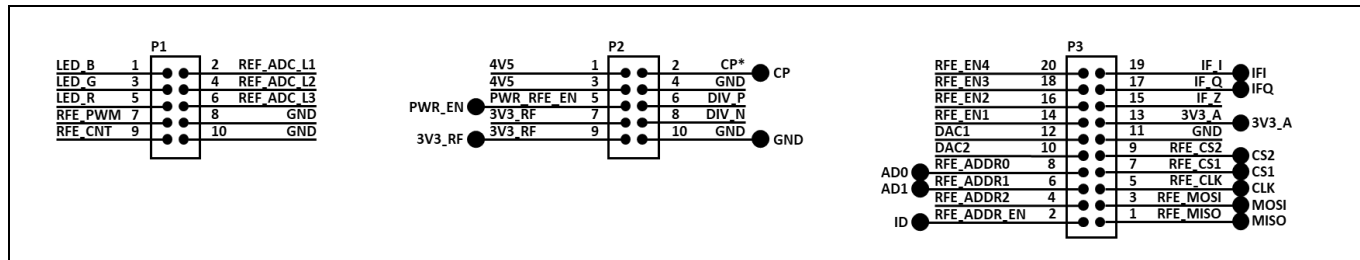 P1
LED_B 1 2 REF_ADC_L1
LED_G 3 4 REF_ADC_L2
LED_R 5 6 REF_ADC_L3
RFE_PWM 7 8 GND
RFE_CNT 9 10 GND
P2
4V5 1 2 CP* CP
4V5 3 4 GND
PWR_EN PWR_RFE_EN 5 6 DIV_P
3V3_RF 7 8 DIV_N
3V3_RF 3V3_RF 9 10 GND GND
P3
RFE_EN4 20 19 IF_I IFI
RFE_EN3 18 17 IF_Q IFQ
RFE_EN2 16 15 IF_Z
RFE_EN1 14 13 3V3_A 3V3_A
DAC1 12 11 GND
DAC2 10 9 RFE_CS2 CS2
AD0 RFE_ADDR0 8 7 RFE_CS1 CS1
AD1 RFE_ADDR1 6 5 RFE_CLK CLK
RFE_ADDR2 4 3 RFE_MOSI MOSI
ID RFE_ADDR_EN 2 1 RFE_MISO MISO